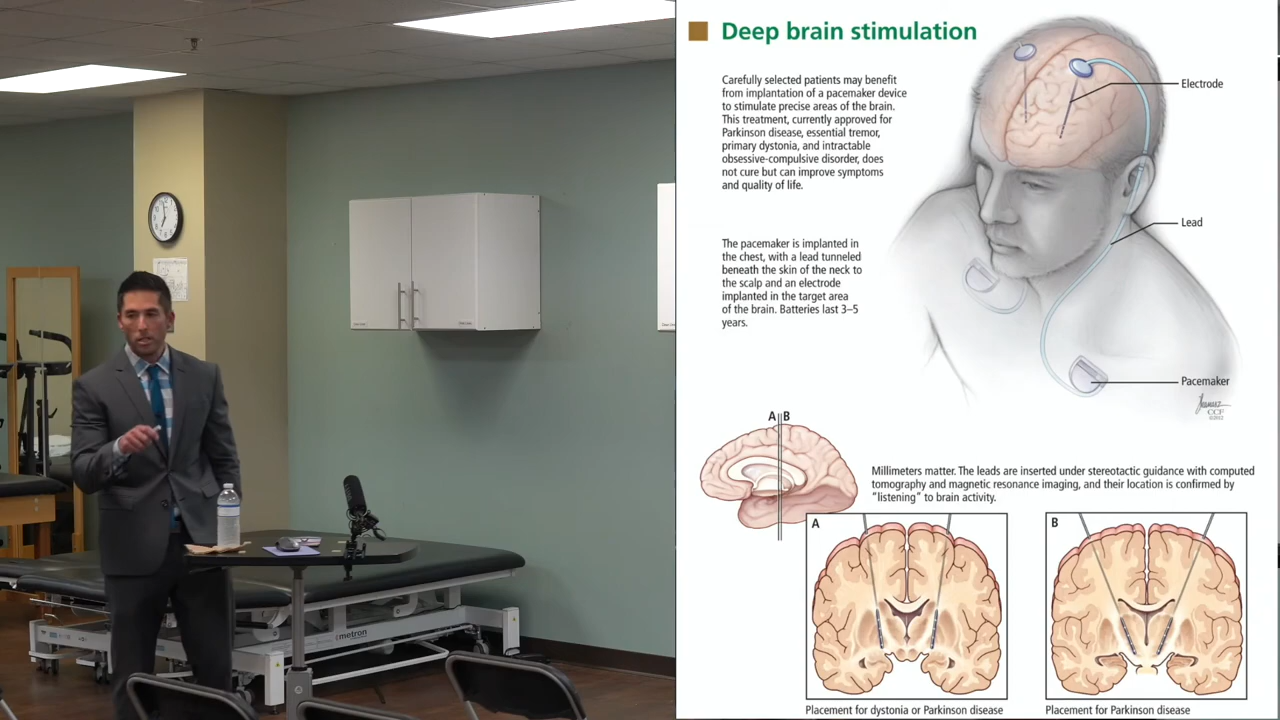 Deep brain stimulation
Carefully selected patients may benefit
from implantation of a pacemaker device
to stimulate precise areas of the brain.
This treatment, currently approved for
Parkinson disease, essential tremor,
primary dystonia, and intractable
obsessive-compulsive disorder, does
not cure but can improve symptoms
and quality of life.
Electrode
Lead
The pacemaker is implanted in
the chest, with a lead tunneled
beneath the skin of the neck to
the scalp and an electrode
implanted in the target area
of the brain. Batteries last 3–5
years.
Pacemaker
CCF
A B
Millimeters matter. The leads are inserted under stereotactic guidance with computed
tomography and magnetic resonance imaging, and their location is confirmed by
“listening” to brain activity.
A
B
Placement for dystonia or Parkinson disease
Placement for Parkinson disease
metron